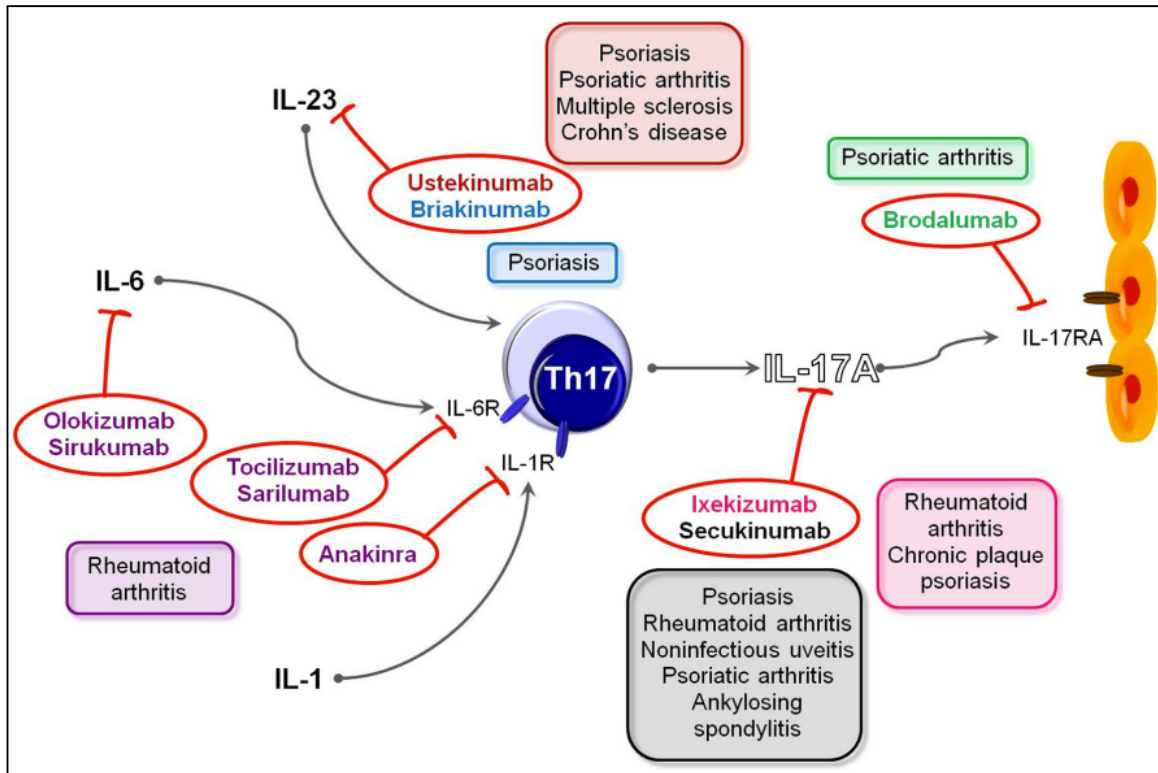 Psoriasis
Psoriatic arthritis
Multiple sclerosis
Crohn's disease
IL-23
Ustekinumab
Briakinumab
Psoriatic arthritis
Brodalumab
Psoriasis
IL-6
Th17
IL-17A
IL-17RA
IL-6R
IL-1R
Olokizumab
Sirukumab
Tocilizumab
Sarilumab
Anakinra
Rheumatoid
arthritis
IL-1
Ixekizumab
Secukinumab
Rheumatoid
arthritis
Chronic plaque
psoriasis
Psoriasis
Rheumatoid arthritis
Noninfectious uveitis
Psoriatic arthritis
Ankylosing
spondylitis